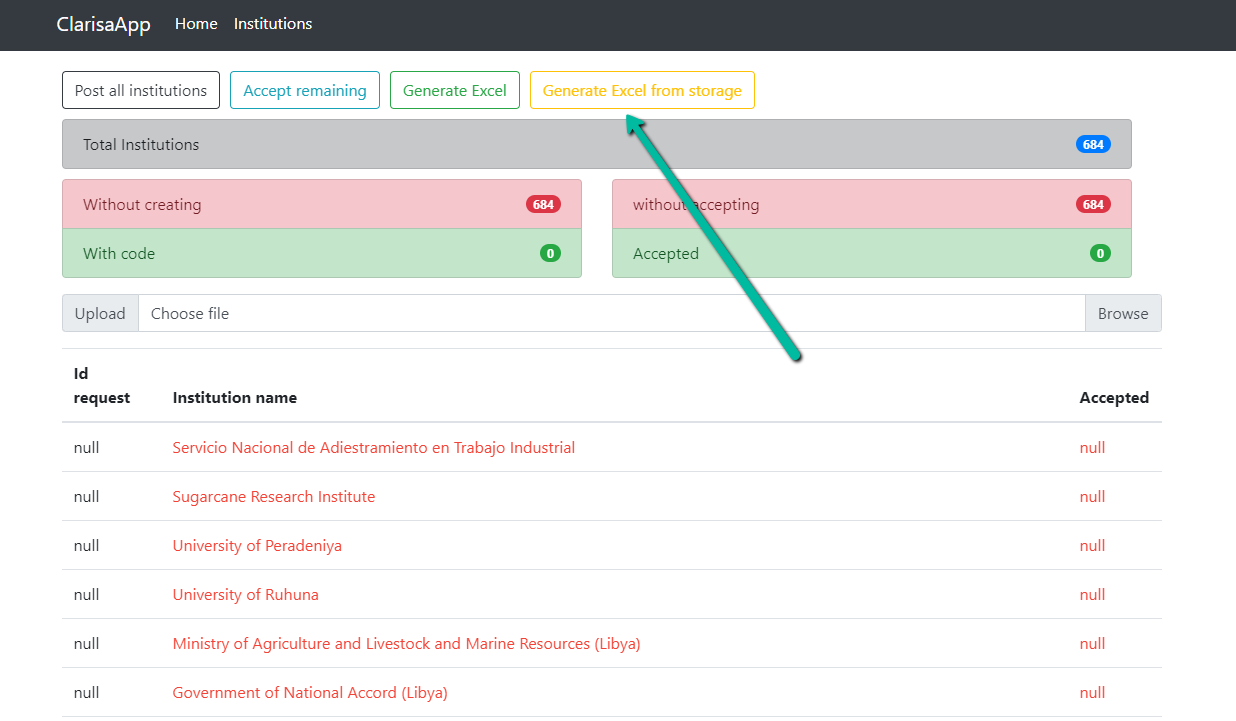 ClarisaApp Home Institutions
Post all institutions Accept remaining Generate Excel Generate Excel from storage
Total Institutions 684
Without creating 684 without accepting 684
With code 0 Accepted 0
Upload Choose file Browse
Id
request Institution name Accepted
null Servicio Nacional de Adiestramiento en Trabajo Industrial null
null Sugarcane Research Institute null
null University of Peradeniya null
null University of Ruhuna null
null Ministry of Agriculture and Livestock and Marine Resources (Libya) null
null Government of National Accord (Libya) null